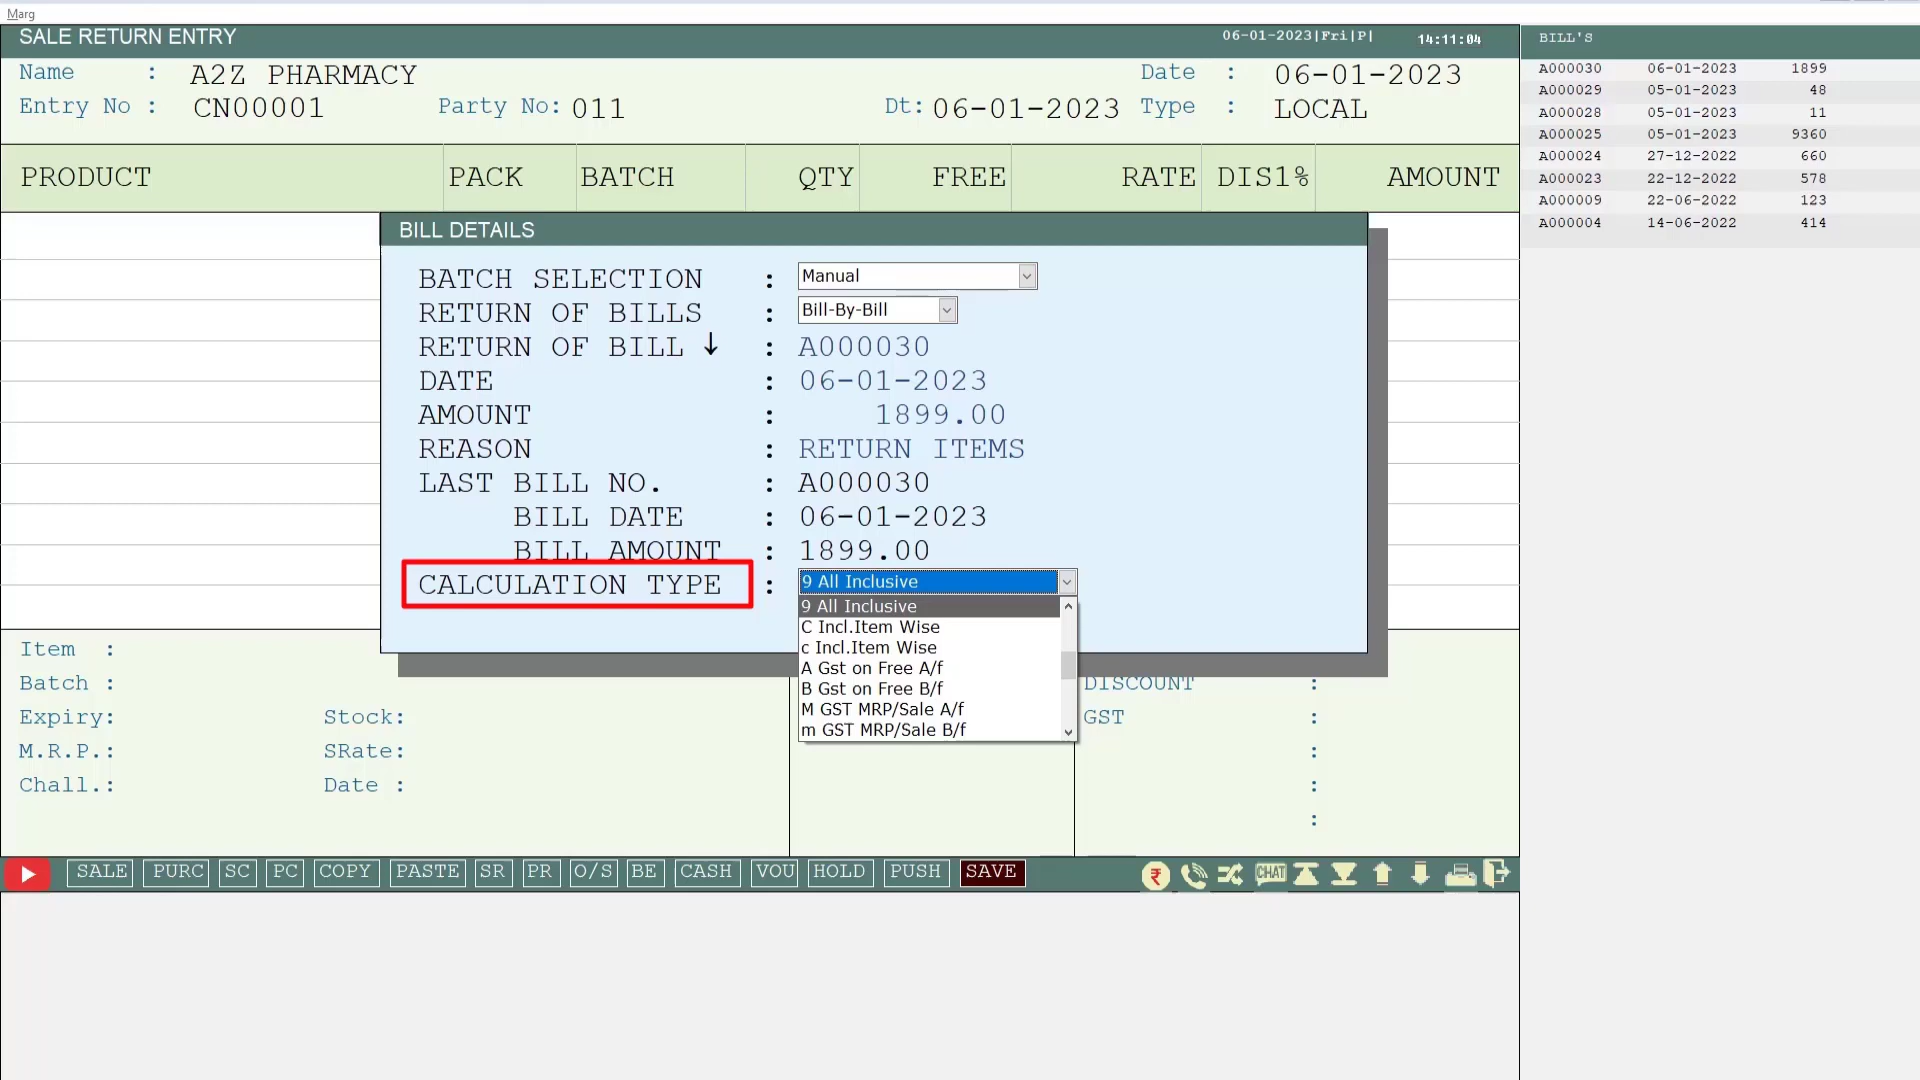 Marg
SALE RETURN ENTRY 06-01-2023|Fri|P| 14:11:04 BILL'S
Name : A2Z PHARMACY Date : 06-01-2023
Entry No : CN00001 Party No: 011 Dt: 06-01-2023 Type : LOCAL
A000030 06-01-2023 1899
A000029 05-01-2023 48
A000028 05-01-2023 11
A000025 05-01-2023 9360
A000024 27-12-2022 660
A000023 22-12-2022 578
A000009 22-06-2022 123
A000004 14-06-2022 414
PRODUCT PACK BATCH QTY FREE RATE DIS1% AMOUNT
BILL DETAILS
BATCH SELECTION : Manual
RETURN OF BILLS : Bill-By-Bill
RETURN OF BILL ↓ : A000030
DATE : 06-01-2023
AMOUNT : 1899.00
REASON : RETURN ITEMS
LAST BILL NO. : A000030
BILL DATE : 06-01-2023
BILL AMOUNT : 1899.00
CALCULATION TYPE : 9 All Inclusive
9 All Inclusive
C Incl.Item Wise
c Incl.Item Wise
A Gst on Free A/f
B Gst on Free B/f
M GST MRP/Sale A/f
m GST MRP/Sale B/f
Item :
Batch : DISCOUNT :
Expiry: Stock: GST :
M.R.P.: SRate: :
Chall.: Date : :
:
SALE PURC SC PC COPY PASTE SR PR O/S BE CASH VOU HOLD PUSH SAVE ₹ CHAT